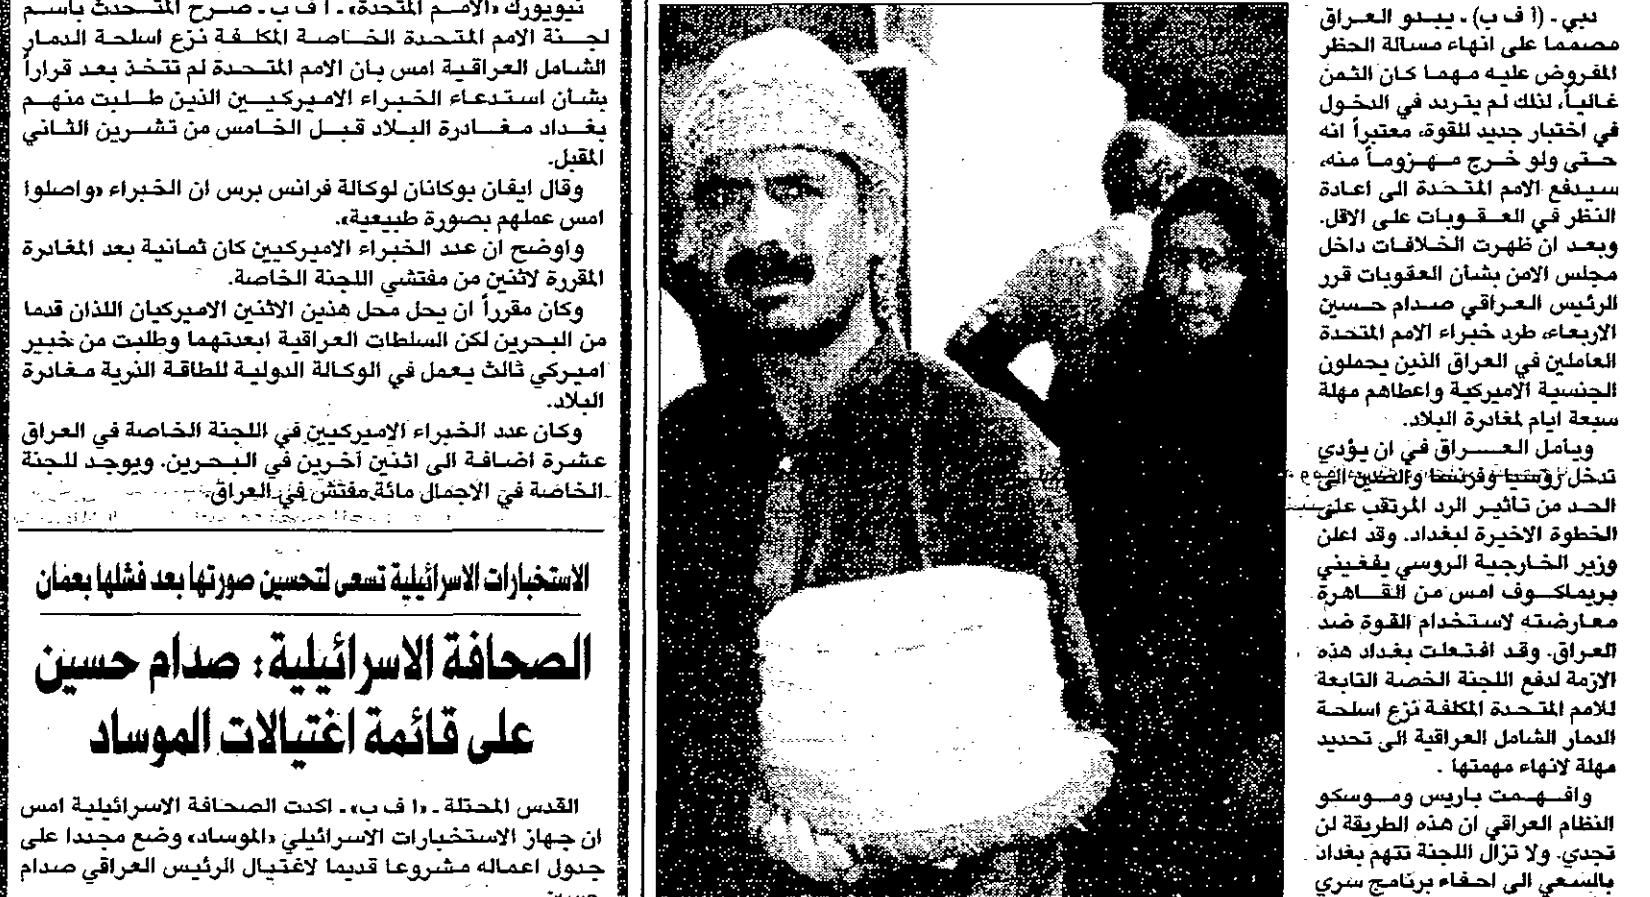 دبي ـ (ا ف ب) ـ يبدو العراق
مصمما على انهاء مسالة الحظر
المفروض عليه مهما كان الثمن
غالياً، لذلك لم يتردد في الدخول
في اختبار جديد للقوة، معتبراً انه
حتى ولو خرج مهزوماً منه،
سيدفع الامم المتحدة الى اعادة
النظر في العقوبات على الاقل.
وبعد ان ظهرت الخلافات داخل
مجلس الامن بشأن العقوبات قرر
الرئيس العراقي صدام حسين
الاربعاء، طرد خبراء الامم المتحدة
العاملين في العراق الذين يحملون
الجنسية الاميركية واعطاهم مهلة
سبعة ايام لمغادرة البلاد.
ويأمل العراق في ان يؤدي
تدخل روسيا وفرنسا والصين الى
الحد من تأثير الرد المرتقب على
الخطوة الاخيرة لبغداد. وقد اعلن
وزير الخارجية الروسي يفغيني
بريماكوف امس من القاهرة
معارضته لاستخدام القوة ضد
العراق. وقد افتعلت بغداد هذه
الازمة لدفع اللجنة الخصة التابعة
للامم المتحدة المكلفة نزع اسلحة
الدمار الشامل العراقية الى تحديد
مهلة لانهاء مهمتها .
وافهمت باريس وموسكو
النظام العراقي ان هذه الطريقة لن
تجدي. ولا تزال اللجنة تتهم بغداد
بالسعي الى اخفاء برنامج سري
نيويورك «الامم المتحدة» ـ ا ف ب ـ صرح المتحدث باسم
لجنة الامم المتحدة الخاصة المكلفة نزع اسلحة الدمار
الشامل العراقية امس بان الامم المتحدة لم تتخذ بعد قراراً
بشأن استدعاء الخبراء الاميركيين الذين طلبت منهم
بغداد مغادرة البلاد قبل الخامس من تشرين الثاني
المقبل.
وقال ايفان بوكانان لوكالة فرانس برس ان الخبراء «واصلوا
امس عملهم بصورة طبيعية».
واوضح ان عدد الخبراء الاميركيين كان ثمانية بعد المغادرة
المقررة لاثنين من مفتشي اللجنة الخاصة.
وكان مقرراً ان يحل محل هذين الاثنين الاميركيان اللذان قدما
من البحرين لكن السلطات العراقية ابعدتهما وطلبت من خبير
اميركي ثالث يعمل في الوكالة الدولية للطاقة الذرية مغادرة
البلاد.
وكان عدد الخبراء الاميركيين في اللجنة الخاصة في العراق
عشرة اضافة الى اثنين آخرين في البحرين. ويوجد للجنة
الخاصة في الاجمال مائة مفتش في العراق.
الاستخبارات الاسرائيلية تسعى لتحسين صورتها بعد فشلها بعمان
الصحافة الاسرائيلية: صدام حسين
على قائمة اغتيالات الموساد
القدس المحتلة ـ «ا ف ب» ـ اكدت الصحافة الاسرائيلية امس
ان جهاز الاستخبارات الاسرائيلي «الموساد» وضع مجددا على
جدول اعماله مشروعا قديما لاغتيال الرئيس العراقي صدام